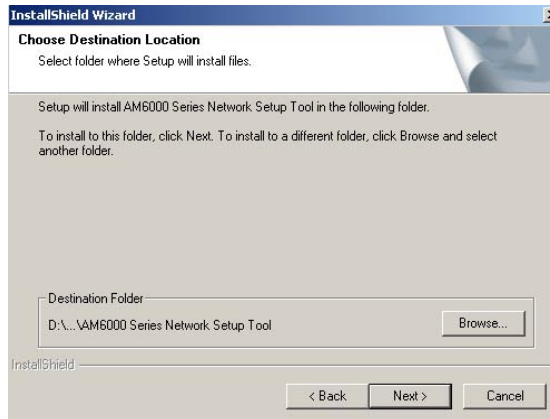 InstallShield Wizard
Choose Destination Location
Select folder where Setup will install files.
Setup will install AM6000 Series Network Setup Tool in the following folder.
To install to this folder, click Next. To install to a different folder, click Browse and select
another folder.
Destination Folder
D:\...\AM6000 Series Network Setup Tool
Browse...
InstallShield
< Back
Next >
Cancel